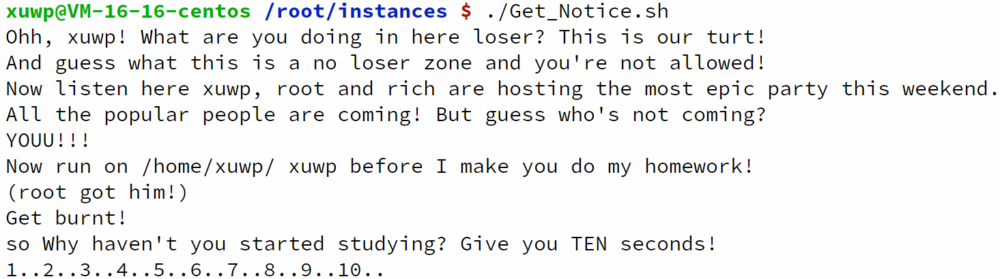 xuwp@VM-16-16-centos /root/instances $ ./Get_Notice.sh
Ohh, xuwp! What are you doing in here loser? This is our turt!
And guess what this is a no loser zone and you're not allowed!
Now listen here xuwp, root and rich are hosting the most epic party this weekend.
All the popular people are coming! But guess who's not coming?
YOUU!!!
Now run on /home/xuwp/ xuwp before I make you do my homework!
(root got him!)
Get burnt!
so Why haven't you started studying? Give you TEN seconds!
1..2..3..4..5..6..7..8..9..10..